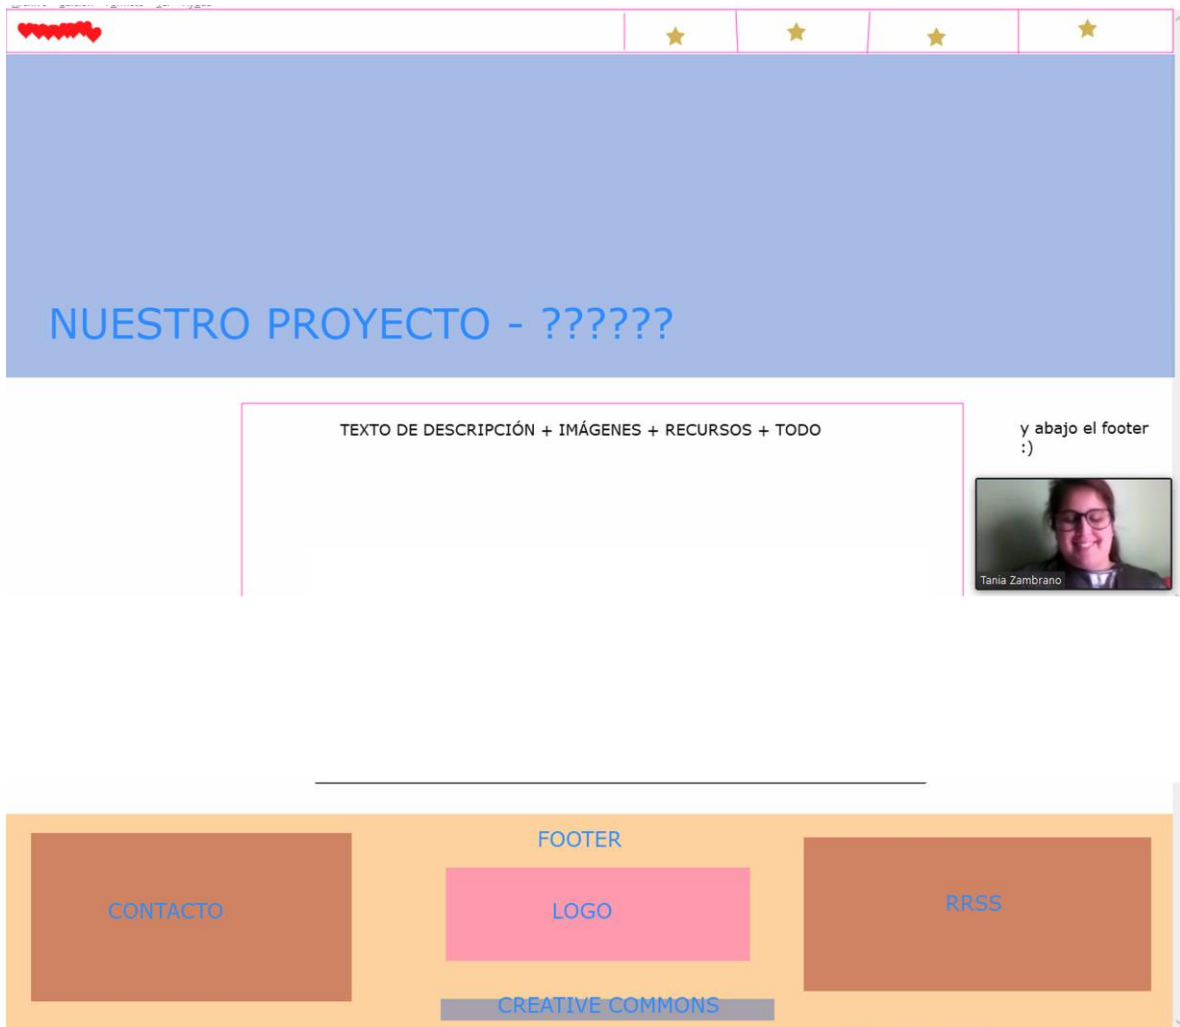 NUESTRO PROYECTO - ??????
TEXTO DE DESCRIPCIÓN + IMÁGENES + RECURSOS + TODO
y abajo el footer
:)
Tania Zambrano
FOOTER
CONTACTO
LOGO
RRSS
CREATIVE COMMONS